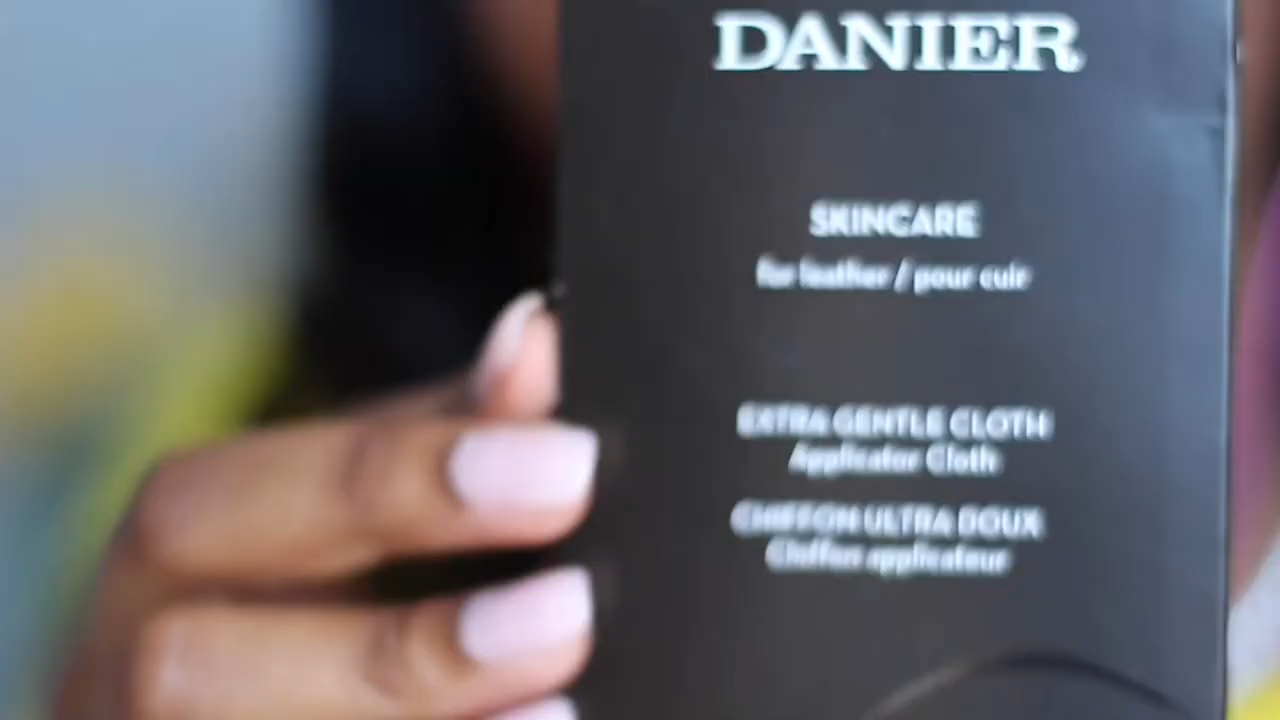 DANIER
SKINCARE
for leather / pour cuir
EXTRA GENTLE CLOTH
Applicator Cloth
CHIFFON ULTRA DOUX
Chiffon applicateur